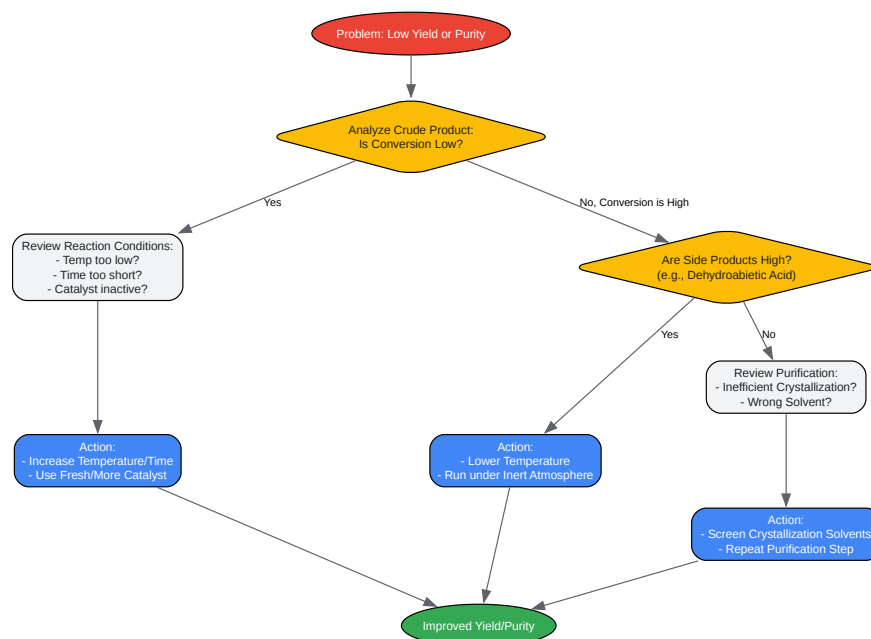 Problem: Low Yield or Purity
Analyze Crude Product:
Is Conversion Low?
Yes
No, Conversion is High
Review Reaction Conditions:
- Temp too low?
- Time too short?
- Catalyst inactive?
Are Side Products High?
(e.g., Dehydroabietic Acid)
Yes
No
Review Purification:
- Inefficient Crystallization?
- Wrong Solvent?
Action:
- Increase Temperature/Time
- Use Fresh/More Catalyst
Action:
- Lower Temperature
- Run under Inert Atmosphere
Action:
- Screen Crystallization Solvents
- Repeat Purification Step
Improved Yield/Purity